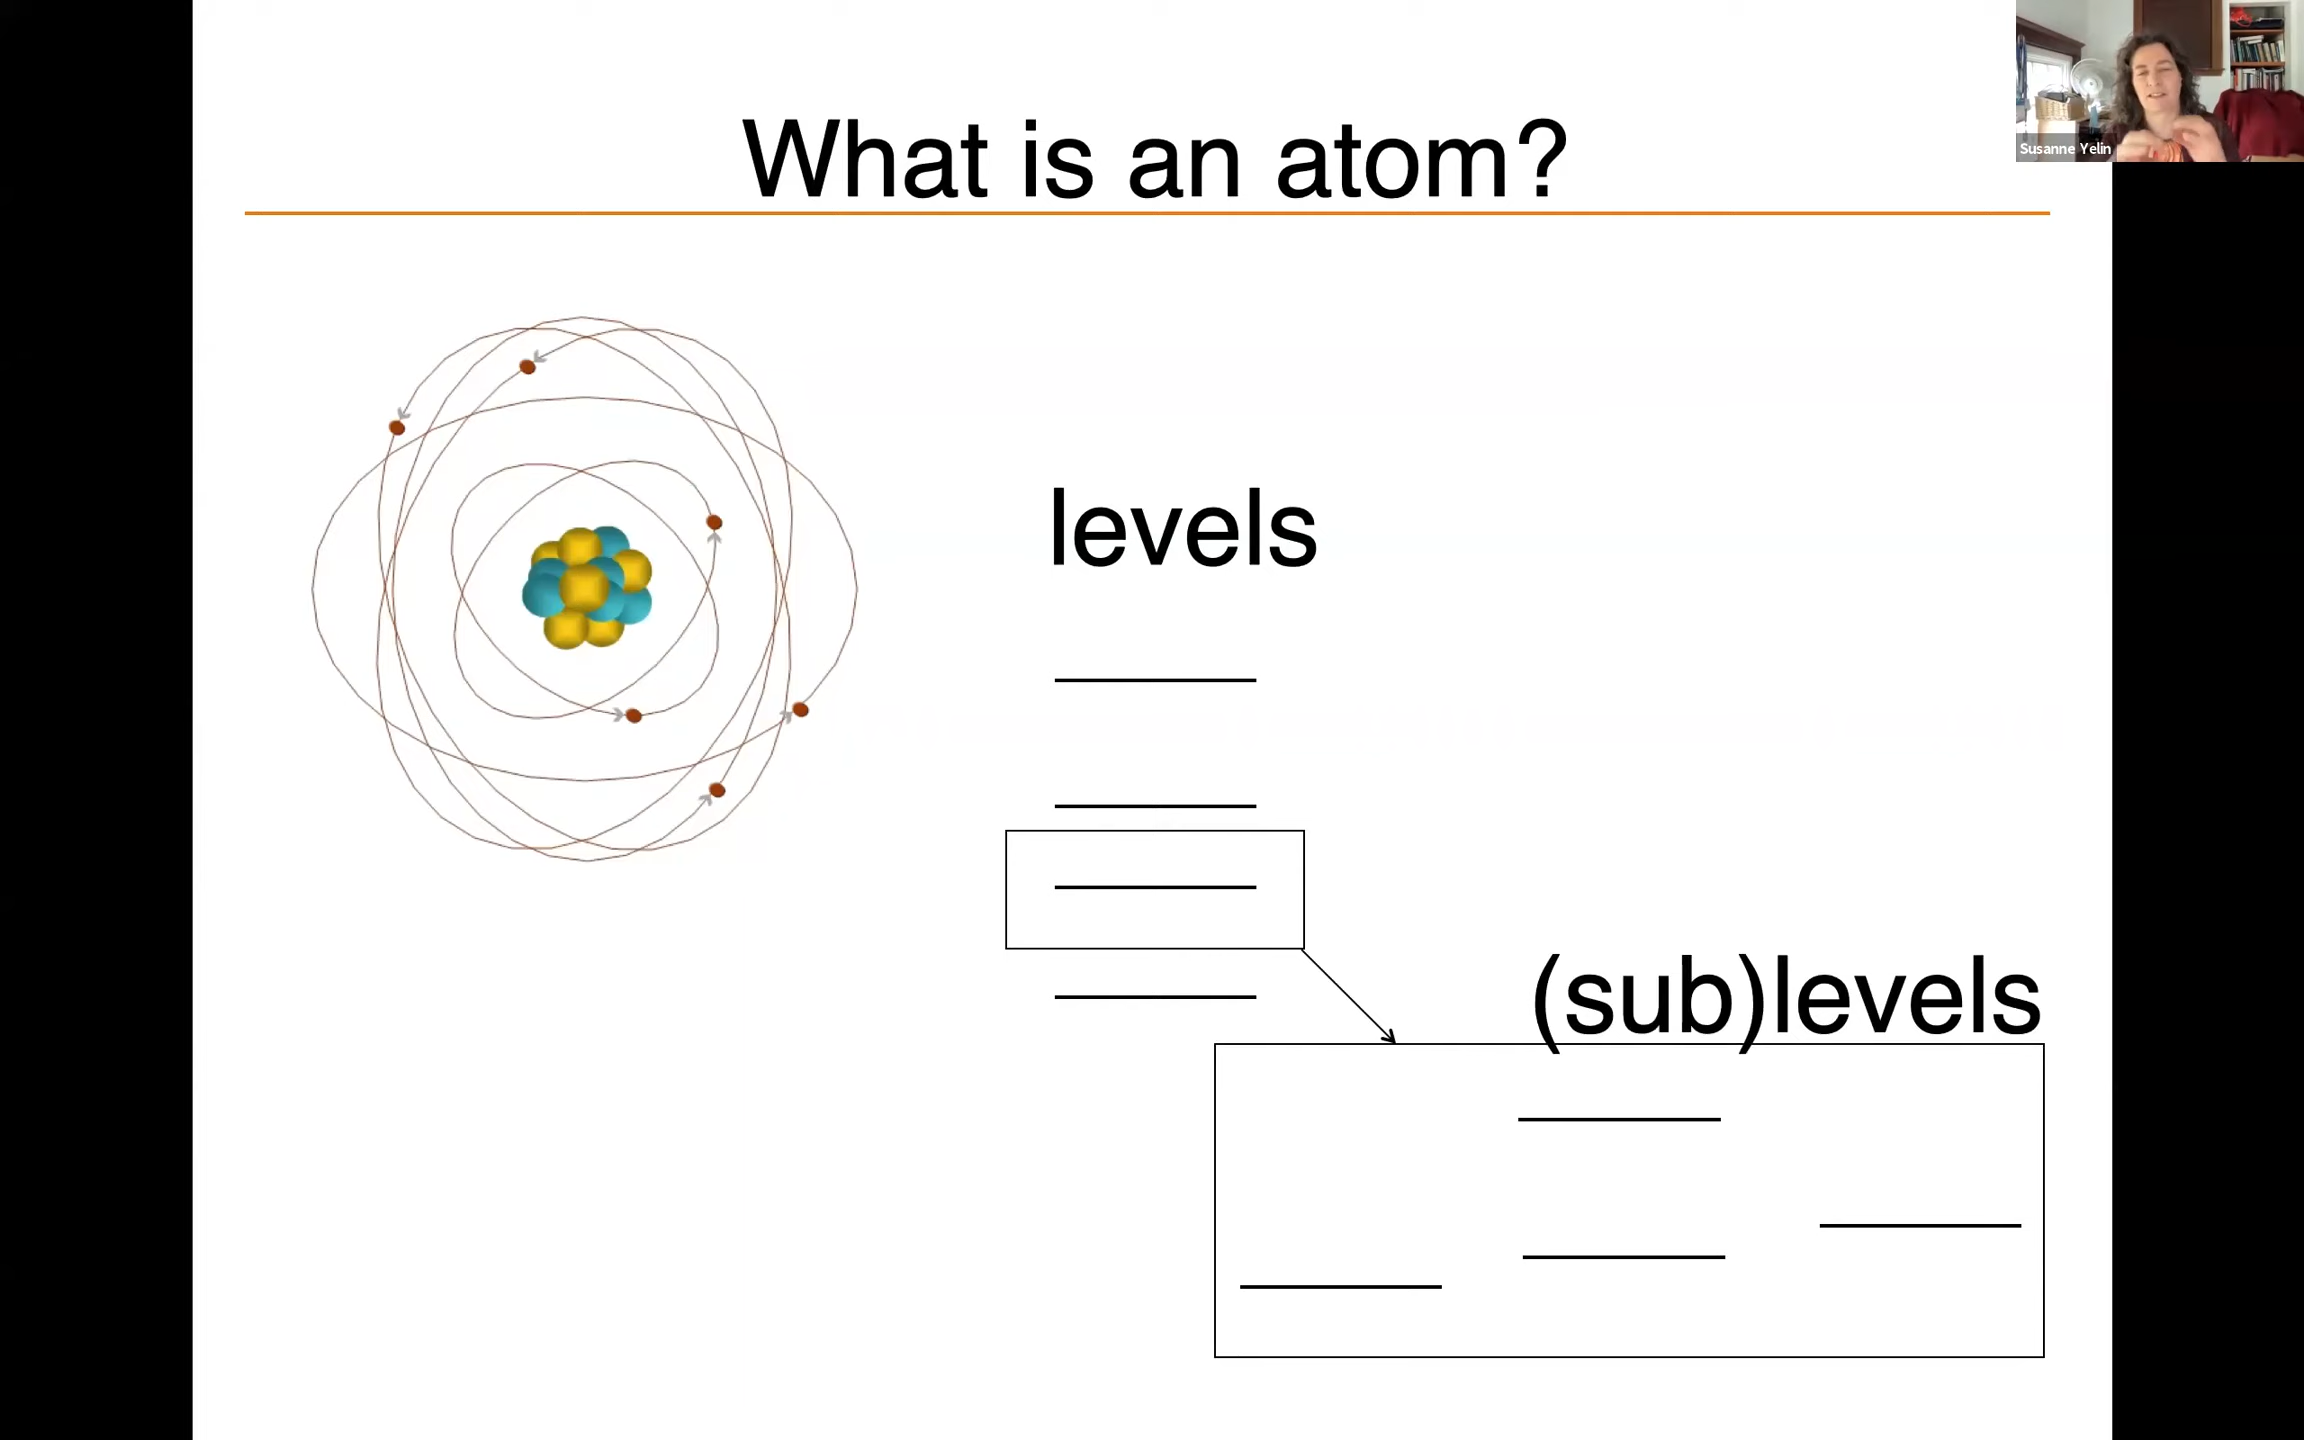 What is an atom?
Susanne Yelin
levels
(sub)levels